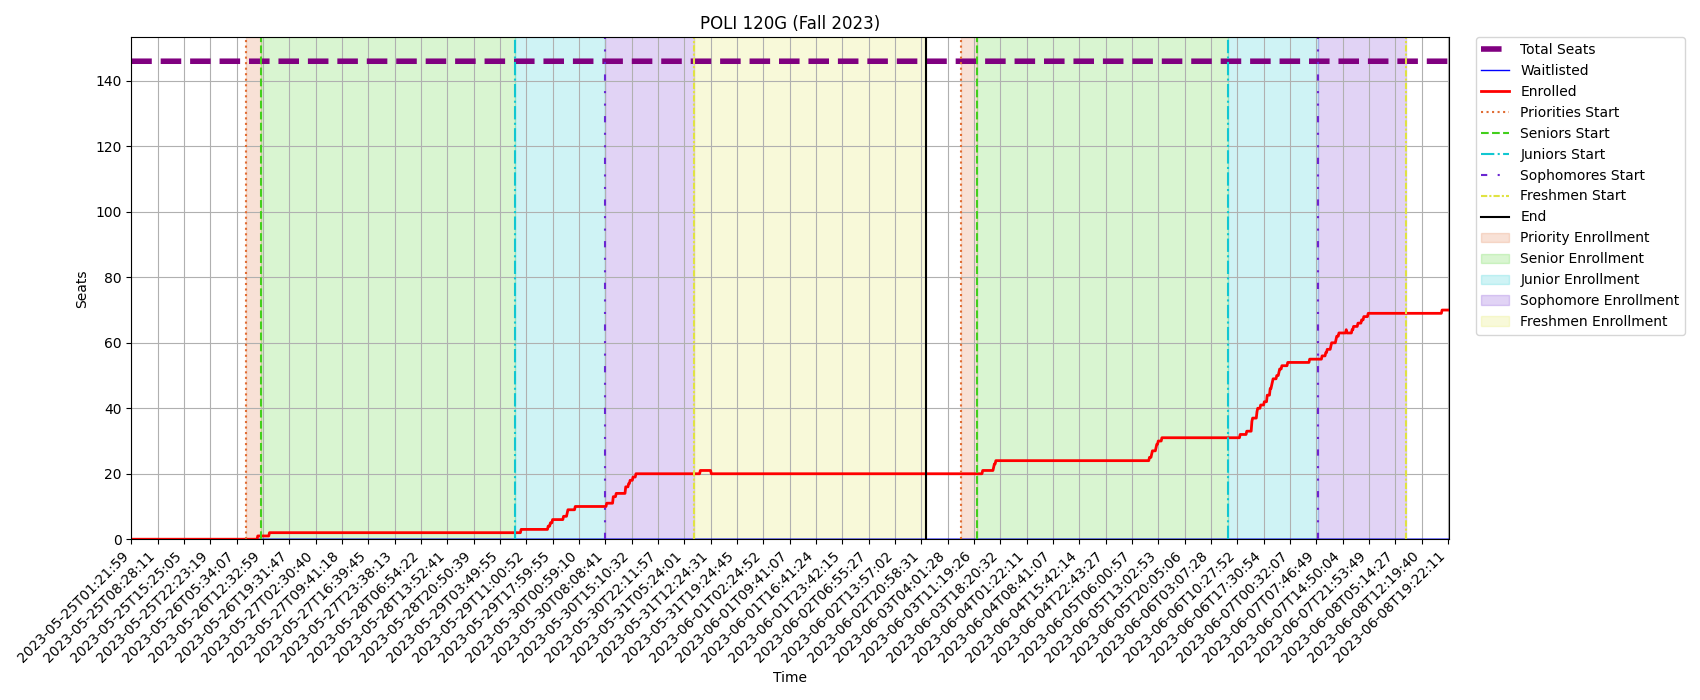 POLI 120G (Fall 2023)
Seats
140
120
100
80
60
40
20
0
2023-05-25T01:21:59
2023-05-25T08:28:11
2023-05-25T15:25:05
2023-05-25T22:23:19
2023-05-26T05:34:07
2023-05-26T12:32:59
2023-05-26T19:31:47
2023-05-27T02:30:40
2023-05-27T09:41:18
2023-05-27T16:39:45
2023-05-27T23:38:13
2023-05-28T06:54:22
2023-05-28T13:52:41
2023-05-28T20:50:39
2023-05-29T03:49:55
2023-05-29T11:00:52
2023-05-29T17:59:55
2023-05-30T00:59:10
2023-05-30T08:08:41
2023-05-30T15:10:32
2023-05-30T22:11:57
2023-05-31T05:24:01
2023-05-31T12:24:31
2023-05-31T19:24:45
2023-06-01T02:24:52
2023-06-01T09:41:07
2023-06-01T16:41:24
2023-06-01T23:42:15
2023-06-02T06:55:27
2023-06-02T13:57:02
2023-06-02T20:58:31
2023-06-03T04:01:28
2023-06-03T11:19:26
2023-06-03T18:20:32
2023-06-04T01:22:11
2023-06-04T08:41:07
2023-06-04T15:42:14
2023-06-04T22:43:27
2023-06-05T06:00:57
2023-06-05T13:02:53
2023-06-05T20:05:06
2023-06-06T03:07:28
2023-06-06T10:27:52
2023-06-06T17:30:54
2023-06-07T00:32:07
2023-06-07T07:46:49
2023-06-07T14:50:04
2023-06-07T21:53:49
2023-06-08T05:14:27
2023-06-08T12:19:40
2023-06-08T19:22:11
Time
Total Seats
Waitlisted
Enrolled
Priorities Start
Seniors Start
Juniors Start
Sophomores Start
Freshmen Start
End
Priority Enrollment
Senior Enrollment
Junior Enrollment
Sophomore Enrollment
Freshmen Enrollment